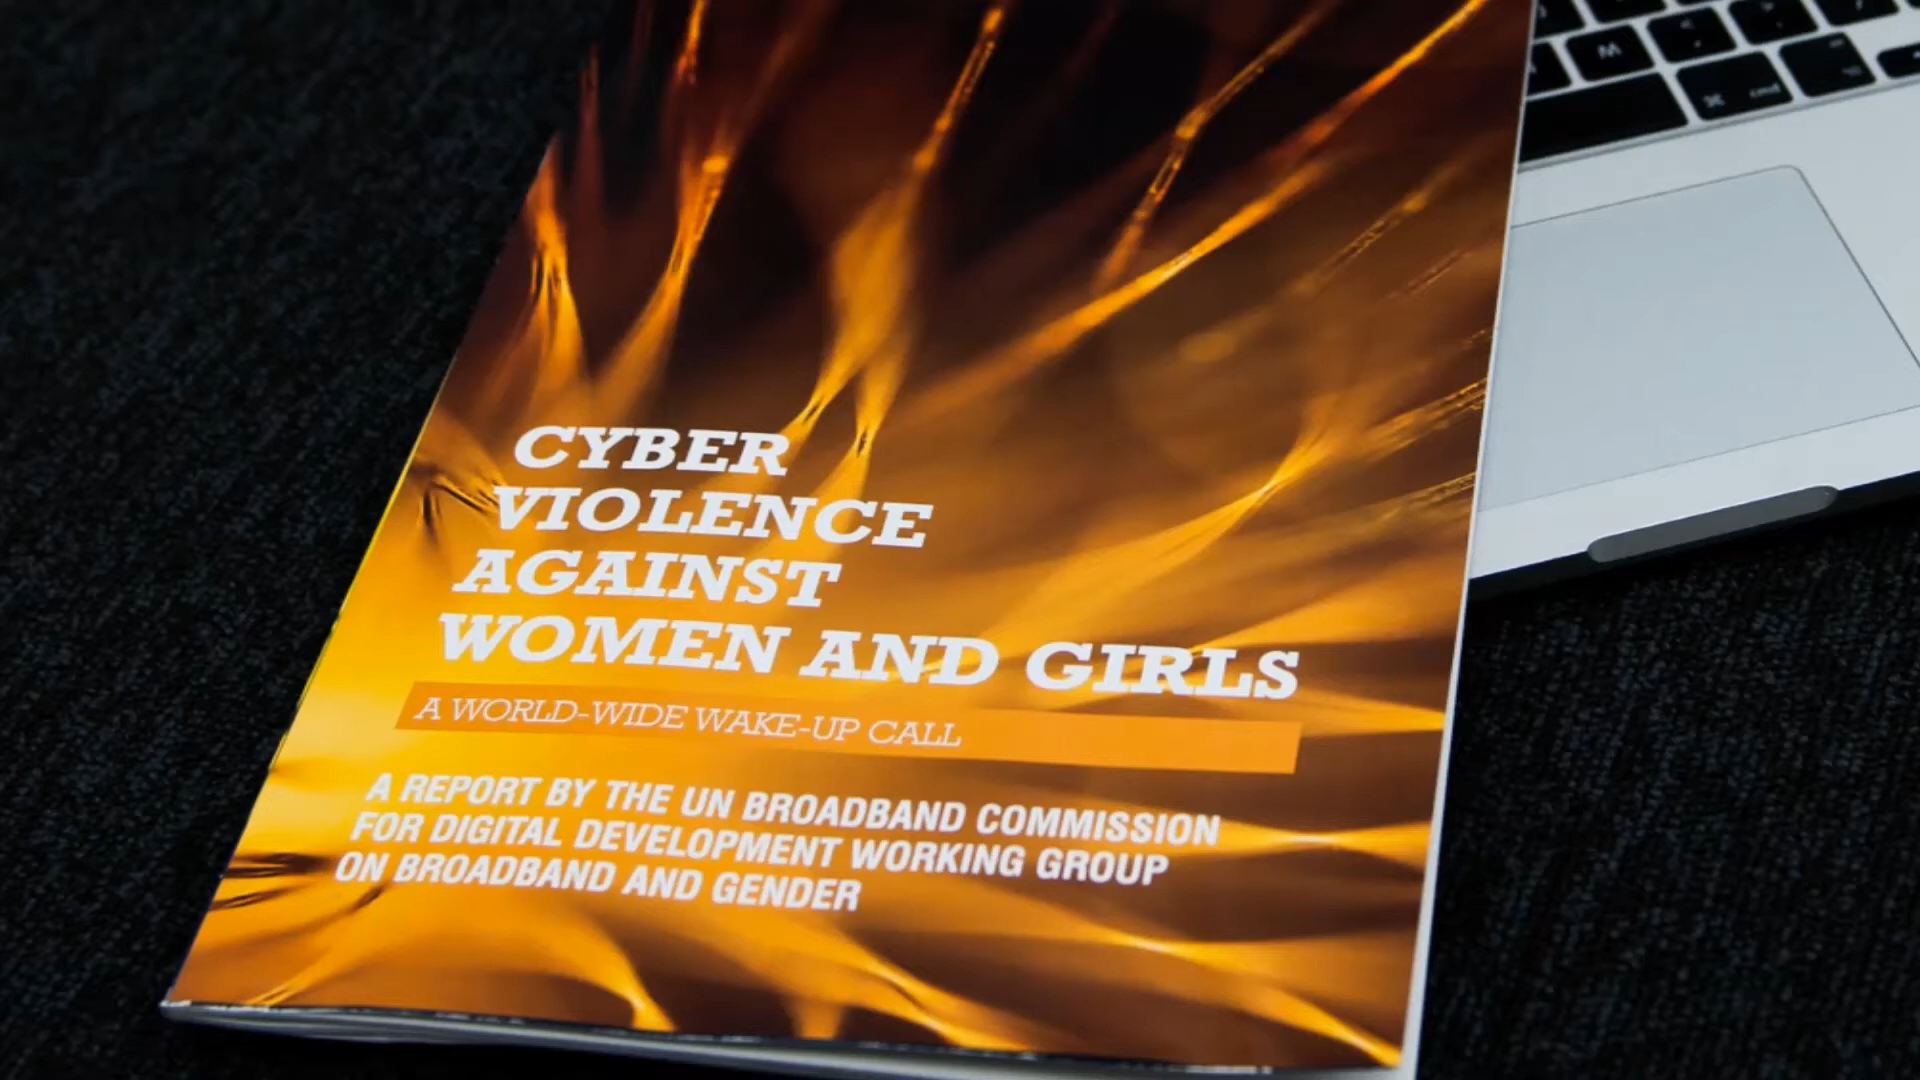 CYBER
VIOLENCE
AGAINST
WOMEN AND GIRLS
A WORLD-WIDE WAKE-UP CALL
A REPORT BY THE UN BROADBAND COMMISSION
FOR DIGITAL DEVELOPMENT WORKING GROUP
ON BROADBAND AND GENDER
M
cmd